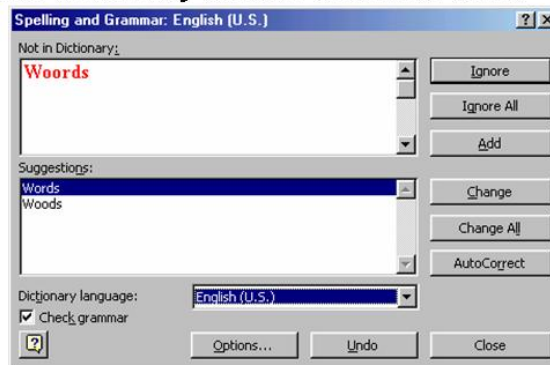 Spelling and Grammar: English (U.S.)
Not in Dictionary:
Woords
Ignore
Ignore All
Add
Suggestions:
Words
Woods
Change
Change All
AutoCorrect
Dictionary language:
English (U.S.)
Check grammar
Options...
Undo
Close